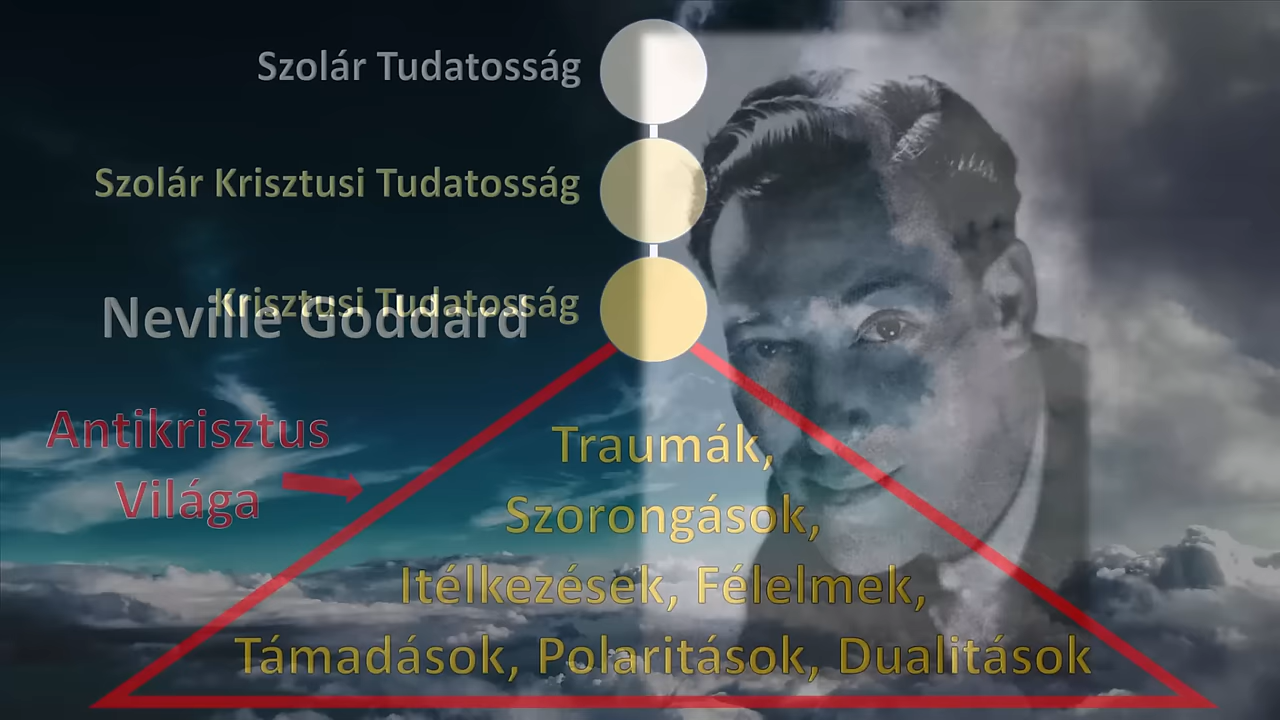 Szolár Tudatosság
Szolár Krisztusi Tudatosság
Krisztusi Tudatosság
Neville Goddard
Antikrisztus
Világa
Traumák,
Szorongások,
Itélkezések, Félelmek,
Támadások, Polaritások, Dualitások